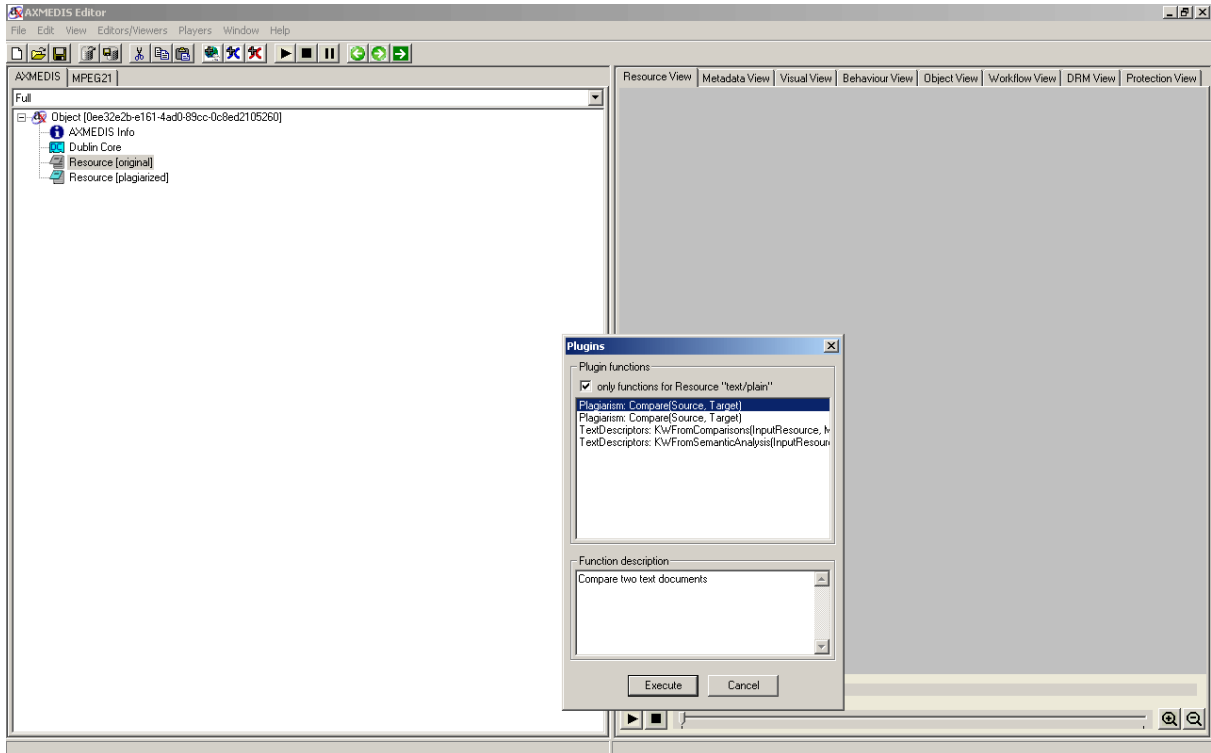 AXMEDIS Editor
File Edit View Editors/Viewers Players Window Help
AXMEDIS MPEG21
Resource View Metadata View Visual View Behaviour View Object View Workflow View DRM View Protection View
Full
Object [0ee32e2b-e161-4ad0-89cc-0c8ed2105260]
AXMEDIS Info
Dublin Core
Resource [original]
Resource [plagiarized]
Plugins
Plugin functions
only functions for Resource "text/plain"
Plagiarism: Compare(Source, Target)
Plagiarism: Compare(Source, Target)
TextDescriptors: KWFromComparisons(InputResource,
TextDescriptors: KWFromSemanticAnalysis(InputResour
Function description
Compare two text documents
Execute Cancel